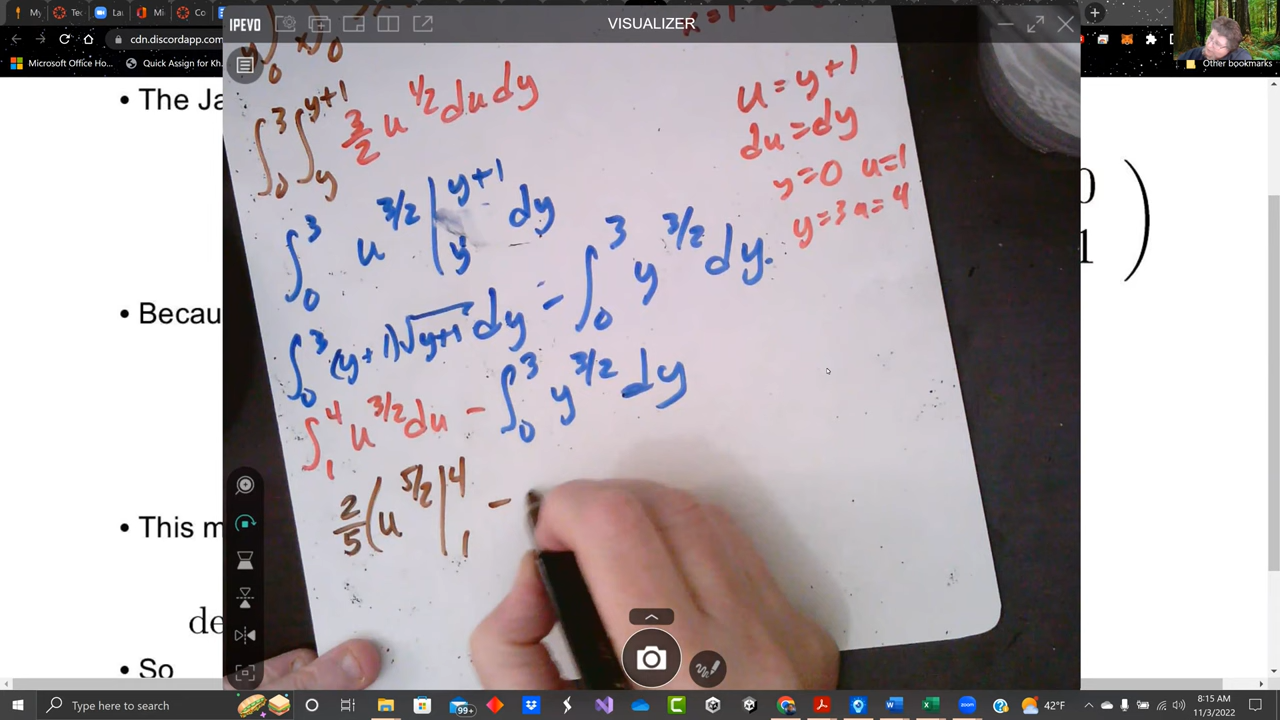 IPEVO VISUALIZER
cdn.discordapp.com
Microsoft Office Ho...
Quick Assign for Kh...
Other bookmarks
• The Ja
• Becau
• This m
de
• So
0
1
∫₀³ ∫_y^{y+1} 3/2 u^{1/2} du dy
∫₀³ u^{3/2} |_y^{y+1} dy
∫₀³ (y+1)√(y+1) dy - ∫₀³ y^{3/2} dy.
∫₁⁴ u^{3/2} du - ∫₀³ y^{3/2} dy
2/5 (u^{5/2} |₁⁴ -
u = y+1
du = dy
y=0 u=1
y=3 u=4
Type here to search
99+
42°F
8:15 AM
11/3/2022